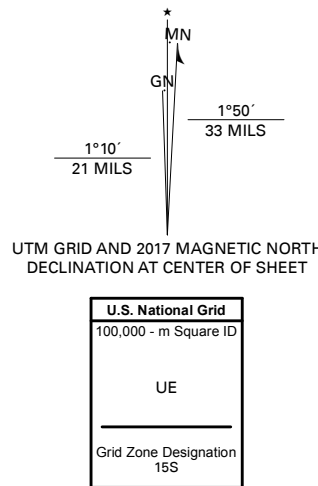 ★
MN
GN
1°50´
33 MILS
1°10´
21 MILS
UTM GRID AND 2017 MAGNETIC NORTH
DECLINATION AT CENTER OF SHEET
U.S. National Grid
100,000 - m Square ID
UE
Grid Zone Designation
15S